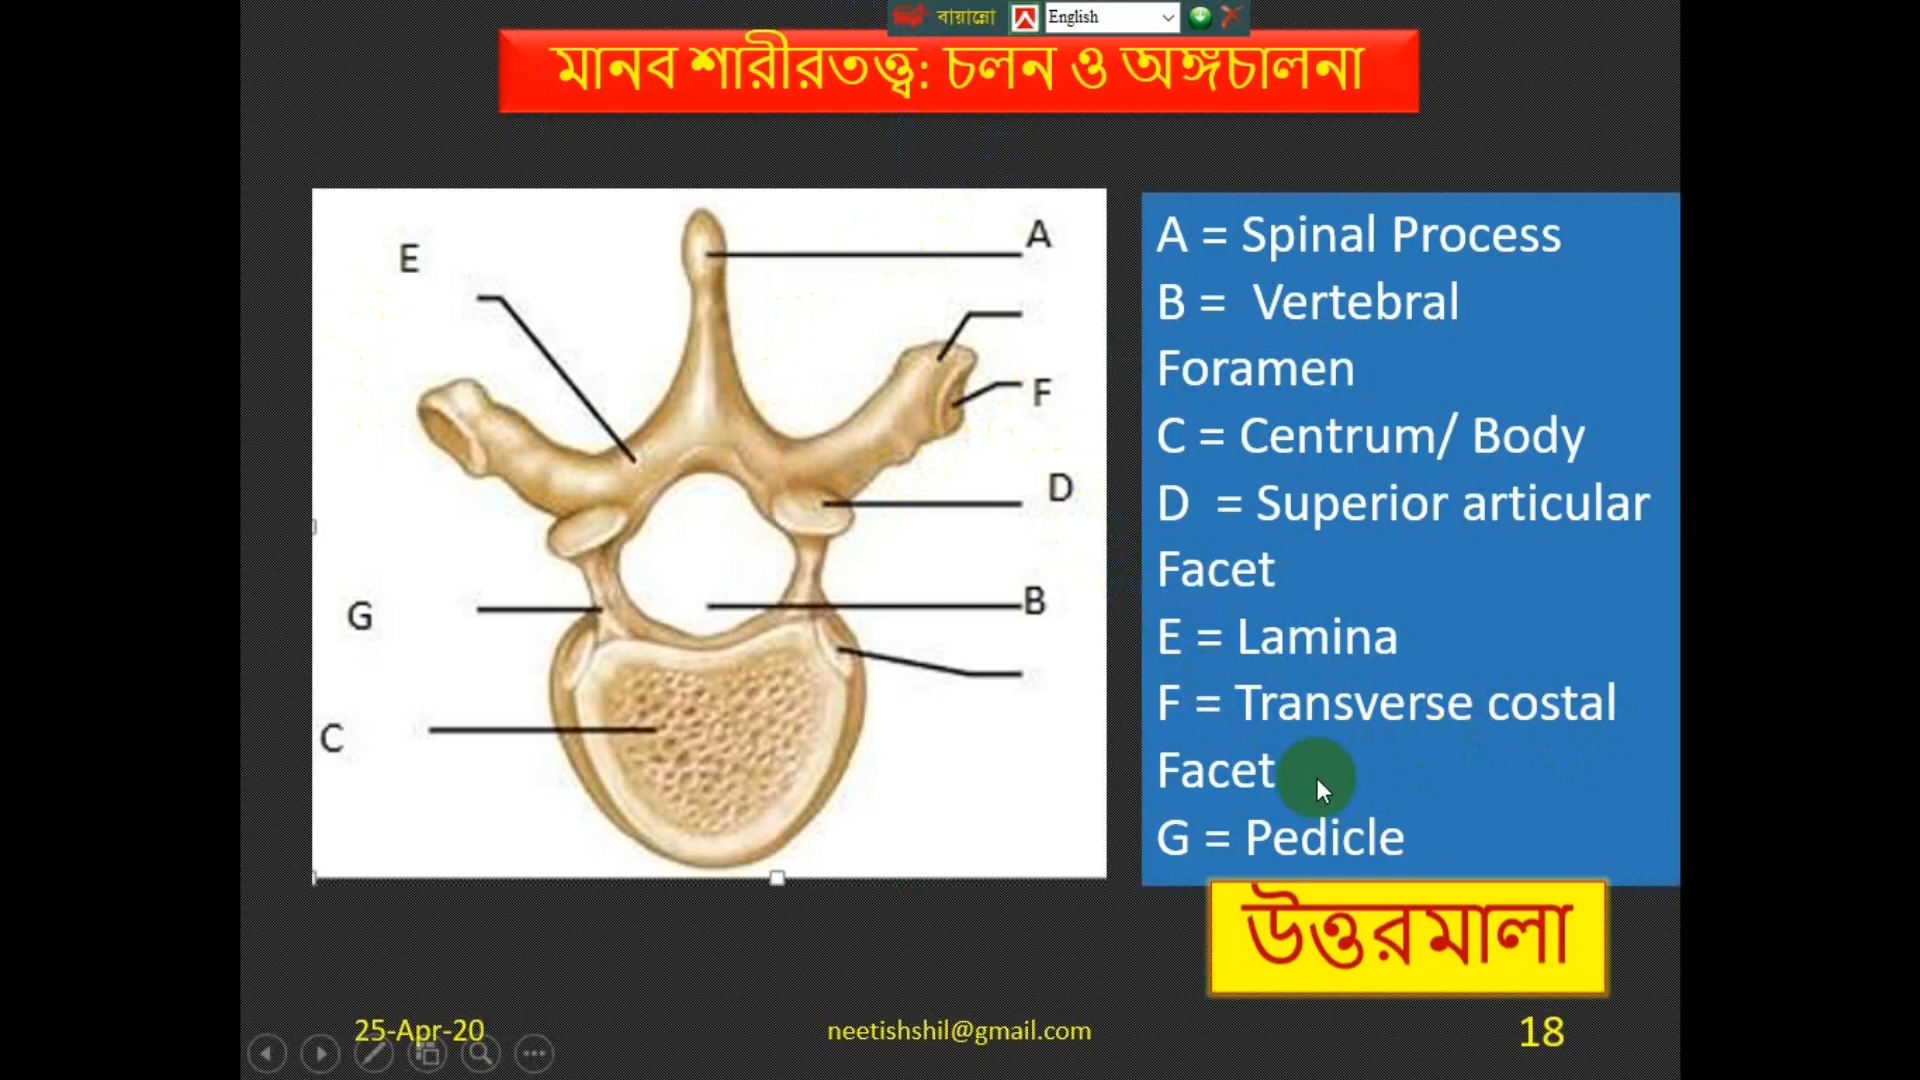 বায়ান্নো English
মানব শারীরতত্ত্ব: চলন ও অঙ্গচালনা
A
E
F
D
B
G
C
A = Spinal Process
B = Vertebral
Foramen
C = Centrum/ Body
D = Superior articular
Facet
E = Lamina
F = Transverse costal
Facet
G = Pedicle
উত্তরমালা
25-Apr-20
neetishshil@gmail.com
18